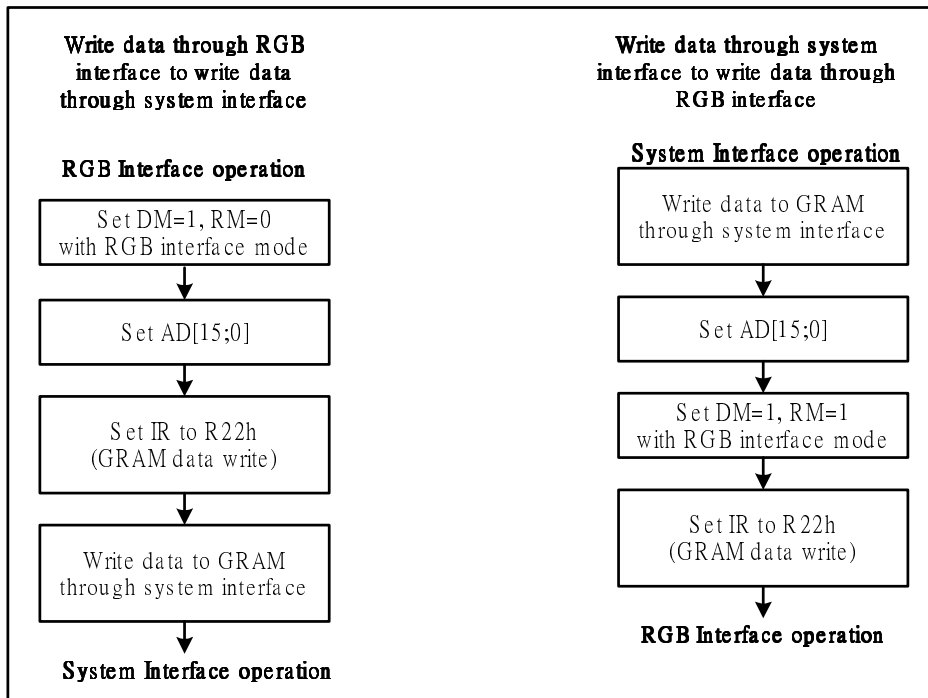 Write data through RGB
interface to write data
through system interface
RGB Interface operation
Set DM=1, RM=0
with RGB interface mode
Set AD[15;0]
Set IR to R22h
(GRAM data write)
Write data to GRAM
through system interface
System Interface operation
Write data through system
interface to write data through
RGB interface
System Interface operation
Write data to GRAM
through system interface
Set AD[15;0]
Set DM=1, RM=1
with RGB interface mode
Set IR to R22h
(GRAM data write)
RGB Interface operation